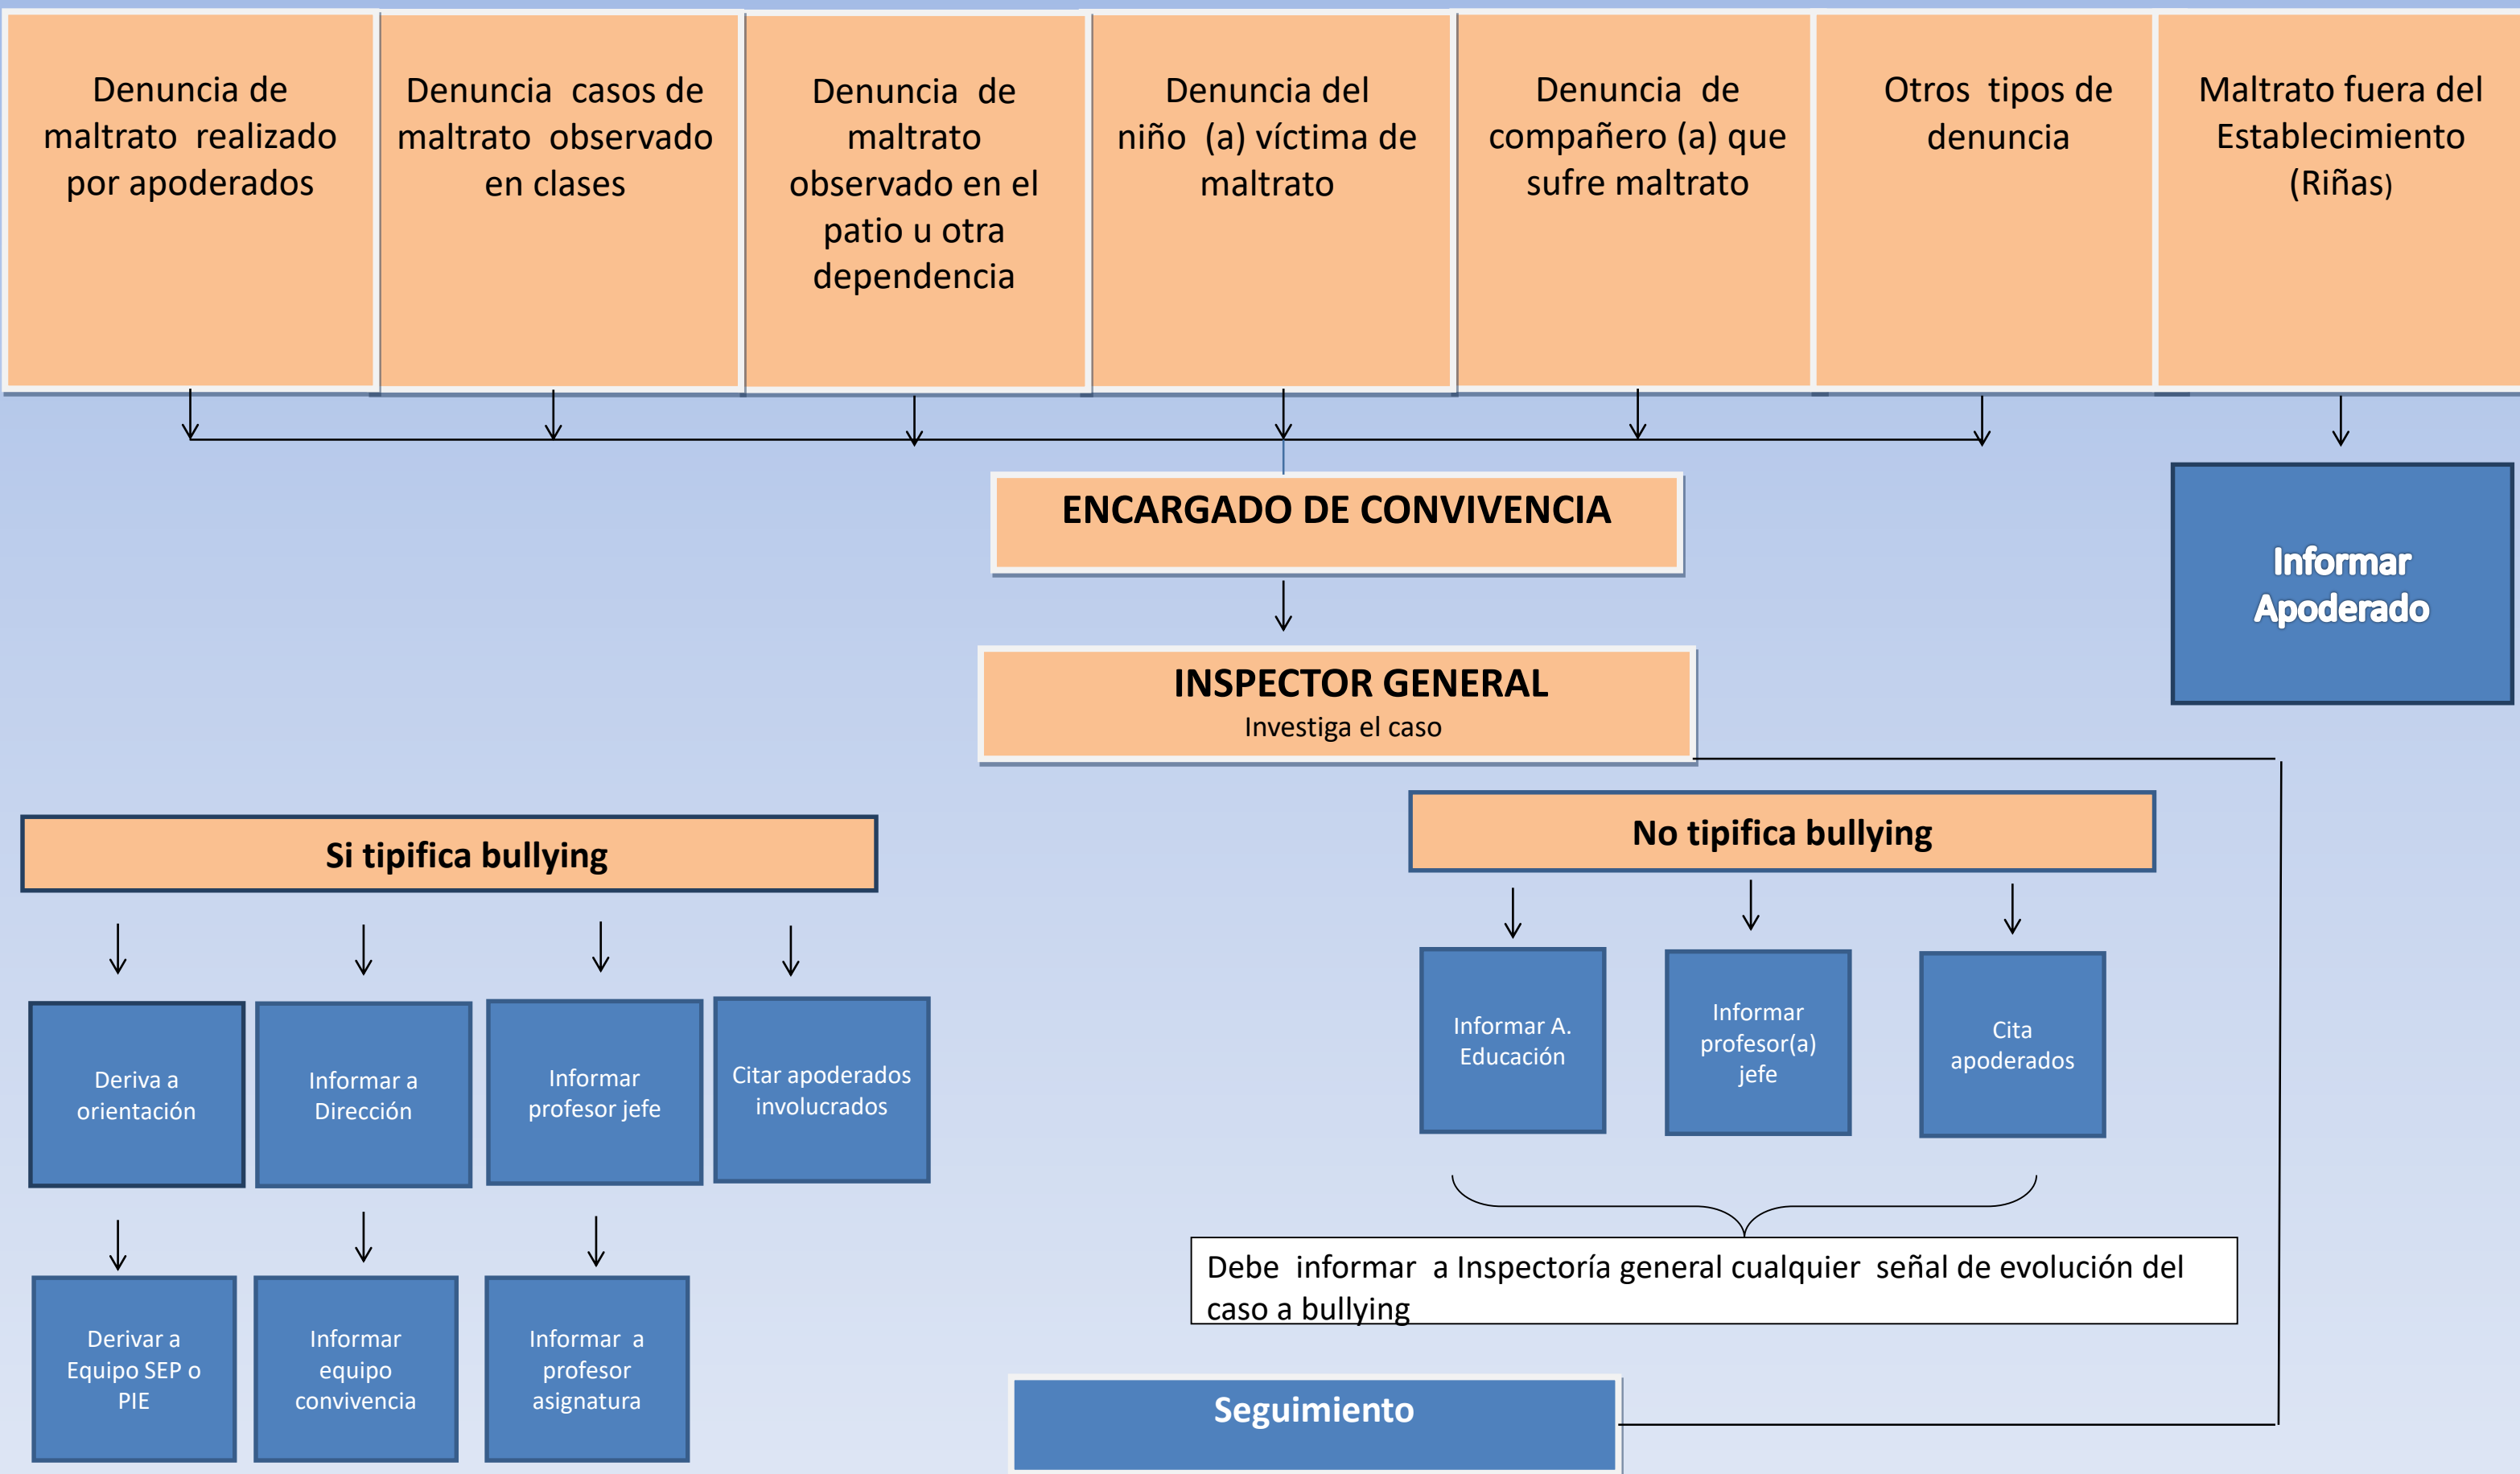 Denuncia de
maltrato realizado
por apoderados
Denuncia casos de
maltrato observado
en clases
Denuncia de
maltrato
observado en el
patio u otra
dependencia
Denuncia del
niño (a) víctima de
maltrato
Denuncia de
compañero (a) que
sufre maltrato
Otros tipos de
denuncia
Maltrato fuera del
Establecimiento
(Riñas)
ENCARGADO DE CONVIVENCIA
Informar
Apoderado
INSPECTOR GENERAL
Investiga el caso
Si tipifica bullying
No tipifica bullying
Deriva a
orientación
Informar a
Dirección
Informar
profesor jefe
Citar apoderados
involucrados
Informar A.
Educación
Informar
profesor(a)
jefe
Cita
apoderados
Debe informar a Inspectoría general cualquier señal de evolución del
caso a bullying
Derivar a
Equipo SEP o
PIE
Informar
equipo
convivencia
Informar a
profesor
asignatura
Seguimiento